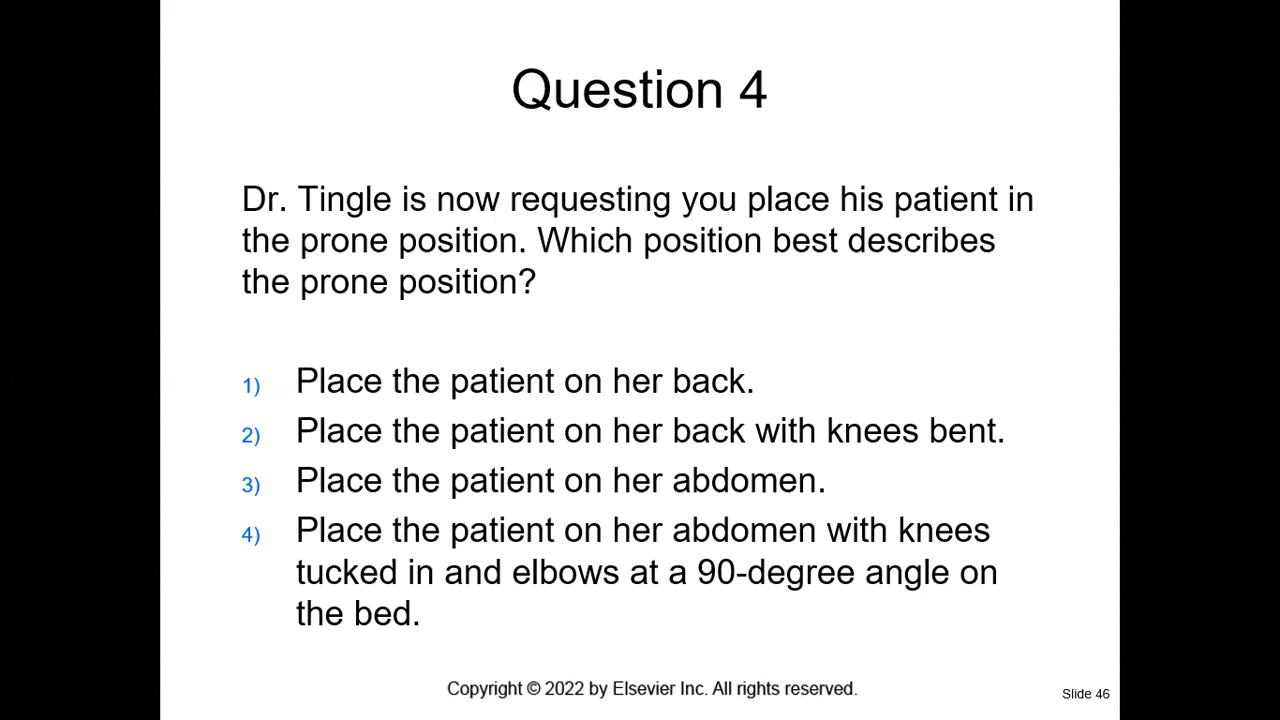 Question 4
Dr. Tingle is now requesting you place his patient in
the prone position. Which position best describes
the prone position?
1) Place the patient on her back.
2) Place the patient on her back with knees bent.
3) Place the patient on her abdomen.
4) Place the patient on her abdomen with knees
tucked in and elbows at a 90-degree angle on
the bed.
Copyright © 2022 by Elsevier Inc. All rights reserved.
Slide 46